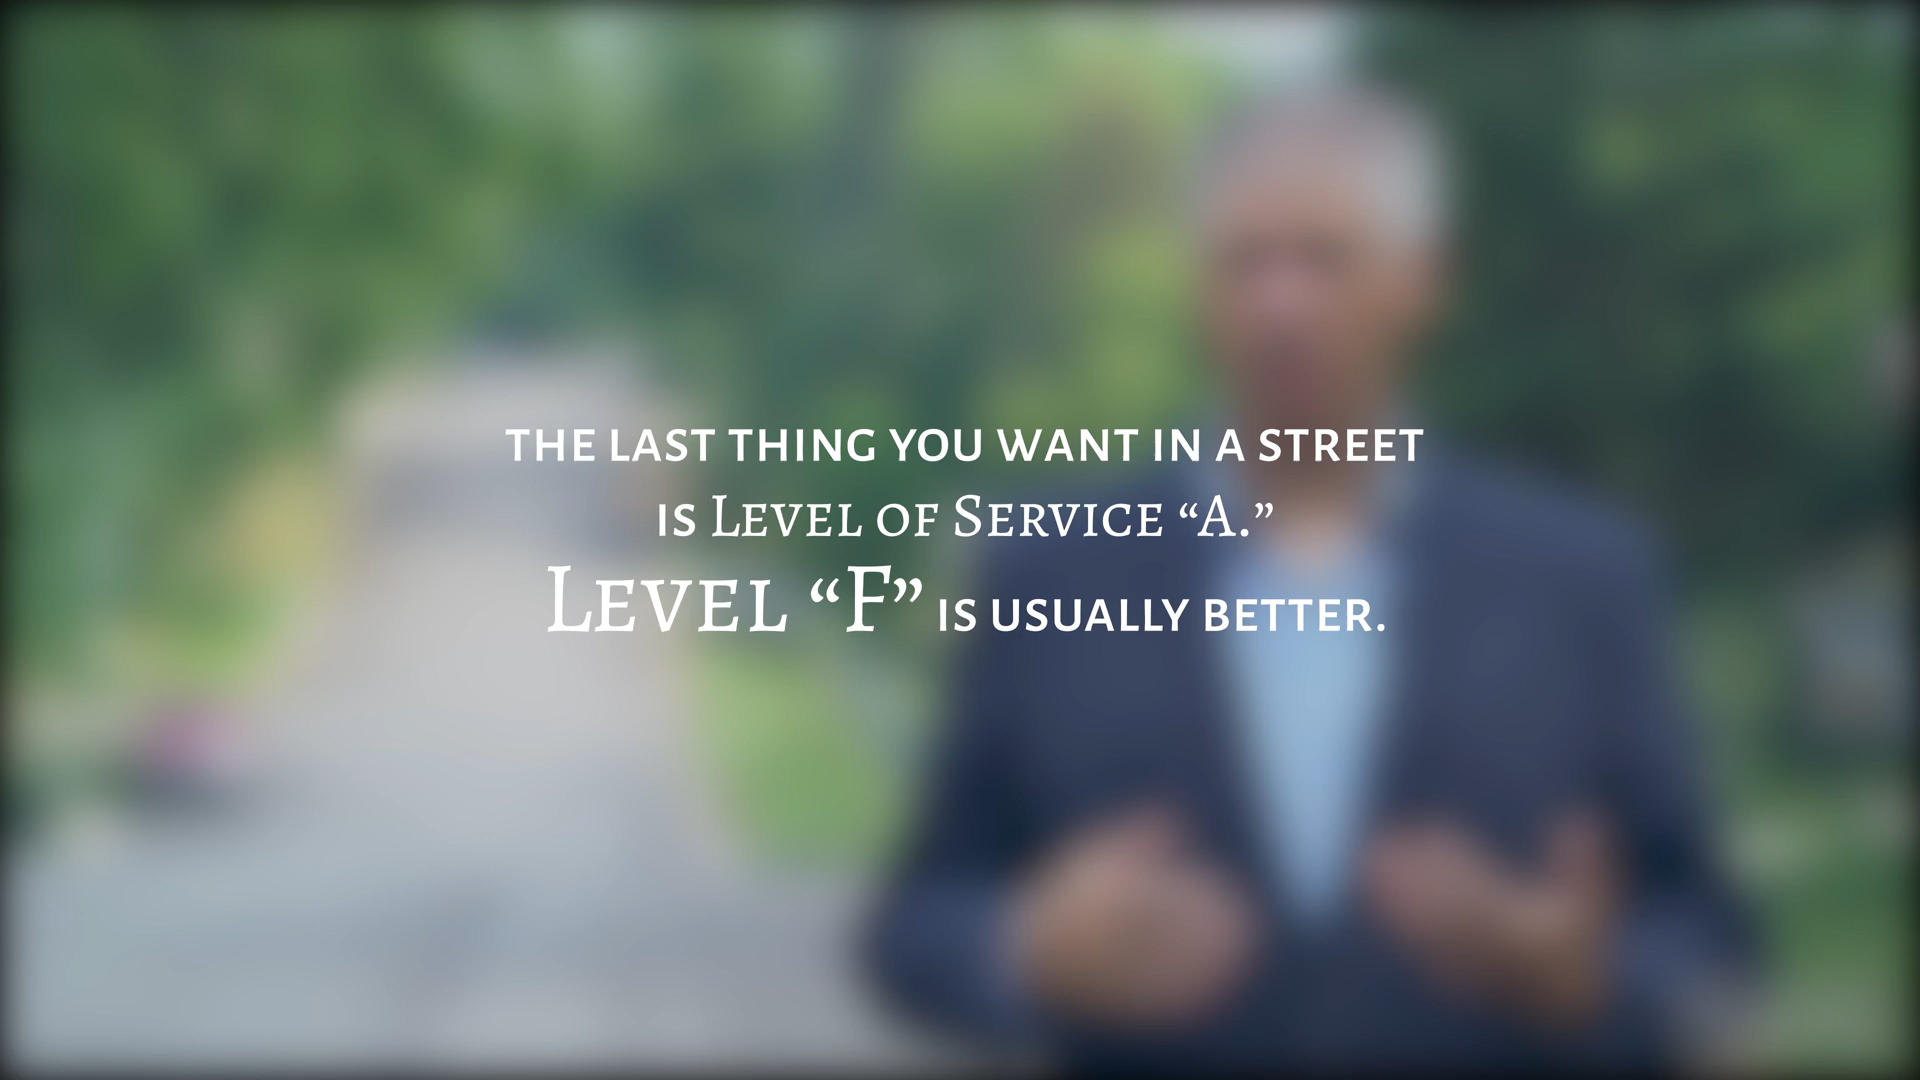 THE LAST THING YOU WANT IN A STREET
IS LEVEL OF SERVICE “A.”
LEVEL “F” IS USUALLY BETTER.